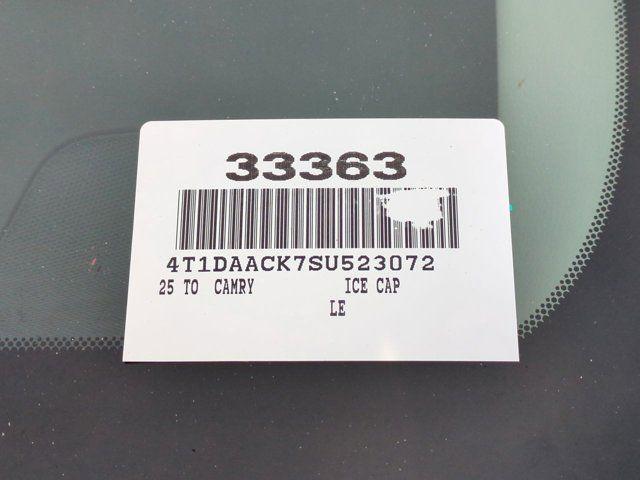 33363
4T1DAACK7SU523072
25 TO CAMRY ICE CAP
LE